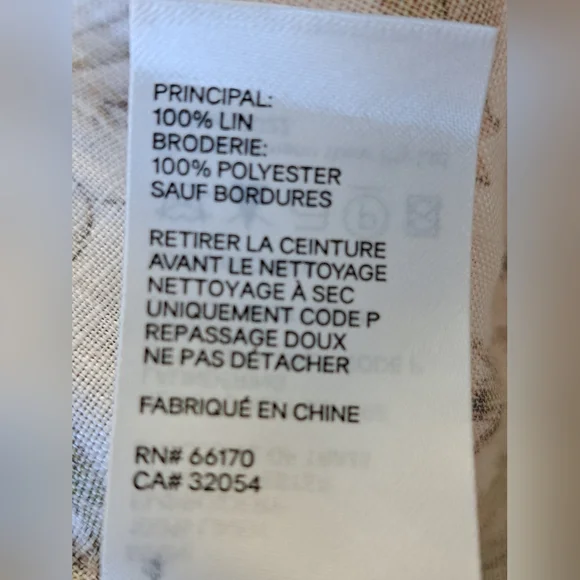 PRINCIPAL:
100% LIN
BRODERIE:
100% POLYESTER
SAUF BORDURES
RETIRER LA CEINTURE
AVANT LE NETTOYAGE
NETTOYAGE À SEC
UNIQUEMENT CODE P
REPASSAGE DOUX
NE PAS DÉTACHER
FABRIQUÉ EN CHINE
RN# 66170
CA# 32054